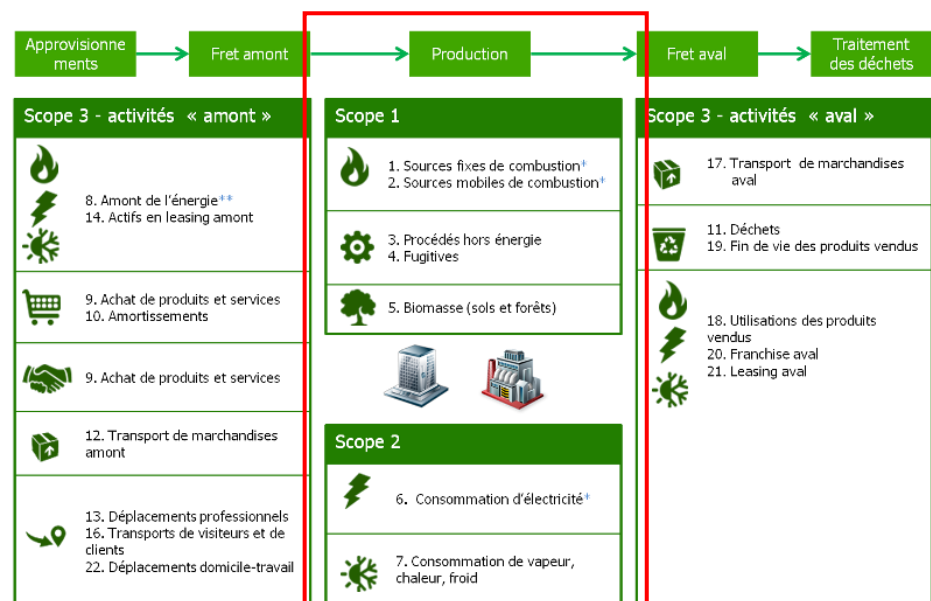 Approvisionne
ments
Fret amont
Production
Fret aval
Traitement
des déchets
Scope 3 - activités « amont »
8. Amont de l'énergie**
14. Actifs en leasing amont
9. Achat de produits et services
10. Amortissements
9. Achat de produits et services
12. Transport de marchandises
amont
13. Déplacements professionnels
16. Transports de visiteurs et de
clients
22. Déplacements domicile-travail
Scope 1
1. Sources fixes de combustion*
2. Sources mobiles de combustion*
3. Procédés hors énergie
4. Fugitives
5. Biomasse (sols et forêts)
Scope 2
6. Consommation d'électricité*
7. Consommation de vapeur,
chaleur, froid
Scope 3 - activités « aval »
17. Transport de marchandises
aval
11. Déchets
19. Fin de vie des produits vendus
18. Utilisations des produits
vendus
20. Franchise aval
21. Leasing aval